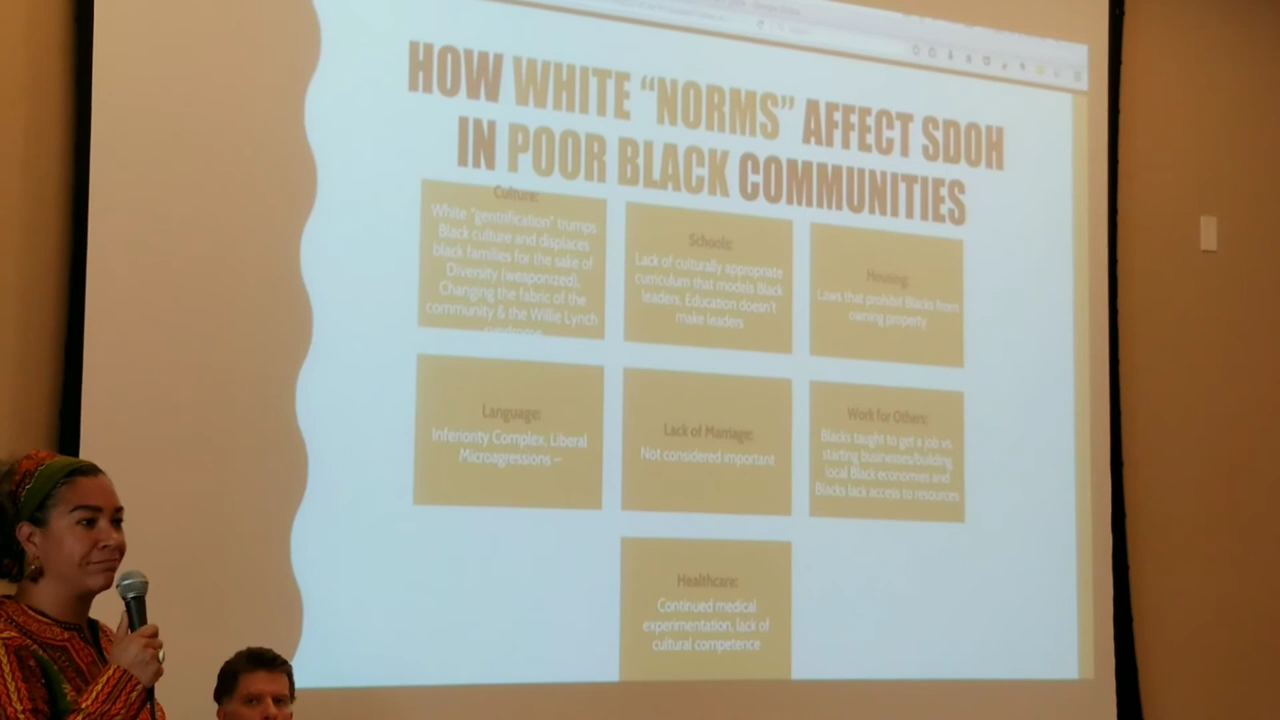 HOW WHITE “NORMS” AFFECT SDOH
IN POOR BLACK COMMUNITIES
Culture:
White "gentrification" trumps
Black culture and displaces
black families for the sake of
Diversity (weaponized),
Changing the fabric of the
community & the Willie Lynch
syndrome
Schools:
Lack of culturally appropriate
curriculum that models Black
leaders, Education doesn't
make leaders
Housing:
Laws that prohibit Blacks from
owning property
Language:
Inferiority Complex, Liberal
Microagressions –
Lack of Marriage:
Not considered important
Work for Others:
Blacks taught to get a job vs.
starting businesses/building
local Black economies and
Blacks lack access to resources
Healthcare:
Continued medical
experimentation, lack of
cultural competence